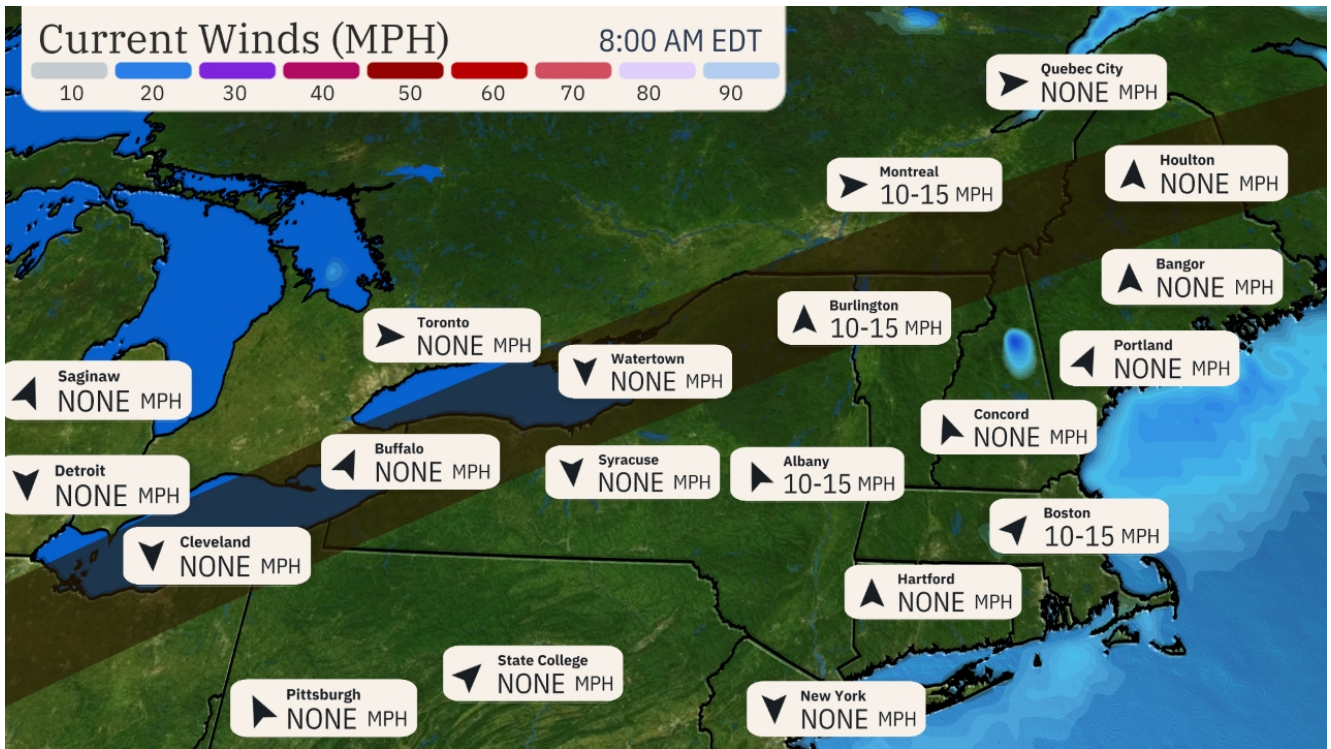 Current Winds (MPH)
8:00 AM EDT
10 20 30 40 50 60 70 80 90
Quebec City
NONE MPH
Montreal
10-15 MPH
Houlton
NONE MPH
Bangor
NONE MPH
Burlington
10-15 MPH
Toronto
NONE MPH
Watertown
NONE MPH
Portland
NONE MPH
Saginaw
NONE MPH
Concord
NONE MPH
Buffalo
NONE MPH
Detroit
NONE MPH
Syracuse
NONE MPH
Albany
10-15 MPH
Boston
10-15 MPH
Cleveland
NONE MPH
Hartford
NONE MPH
State College
NONE MPH
Pittsburgh
NONE MPH
New York
NONE MPH